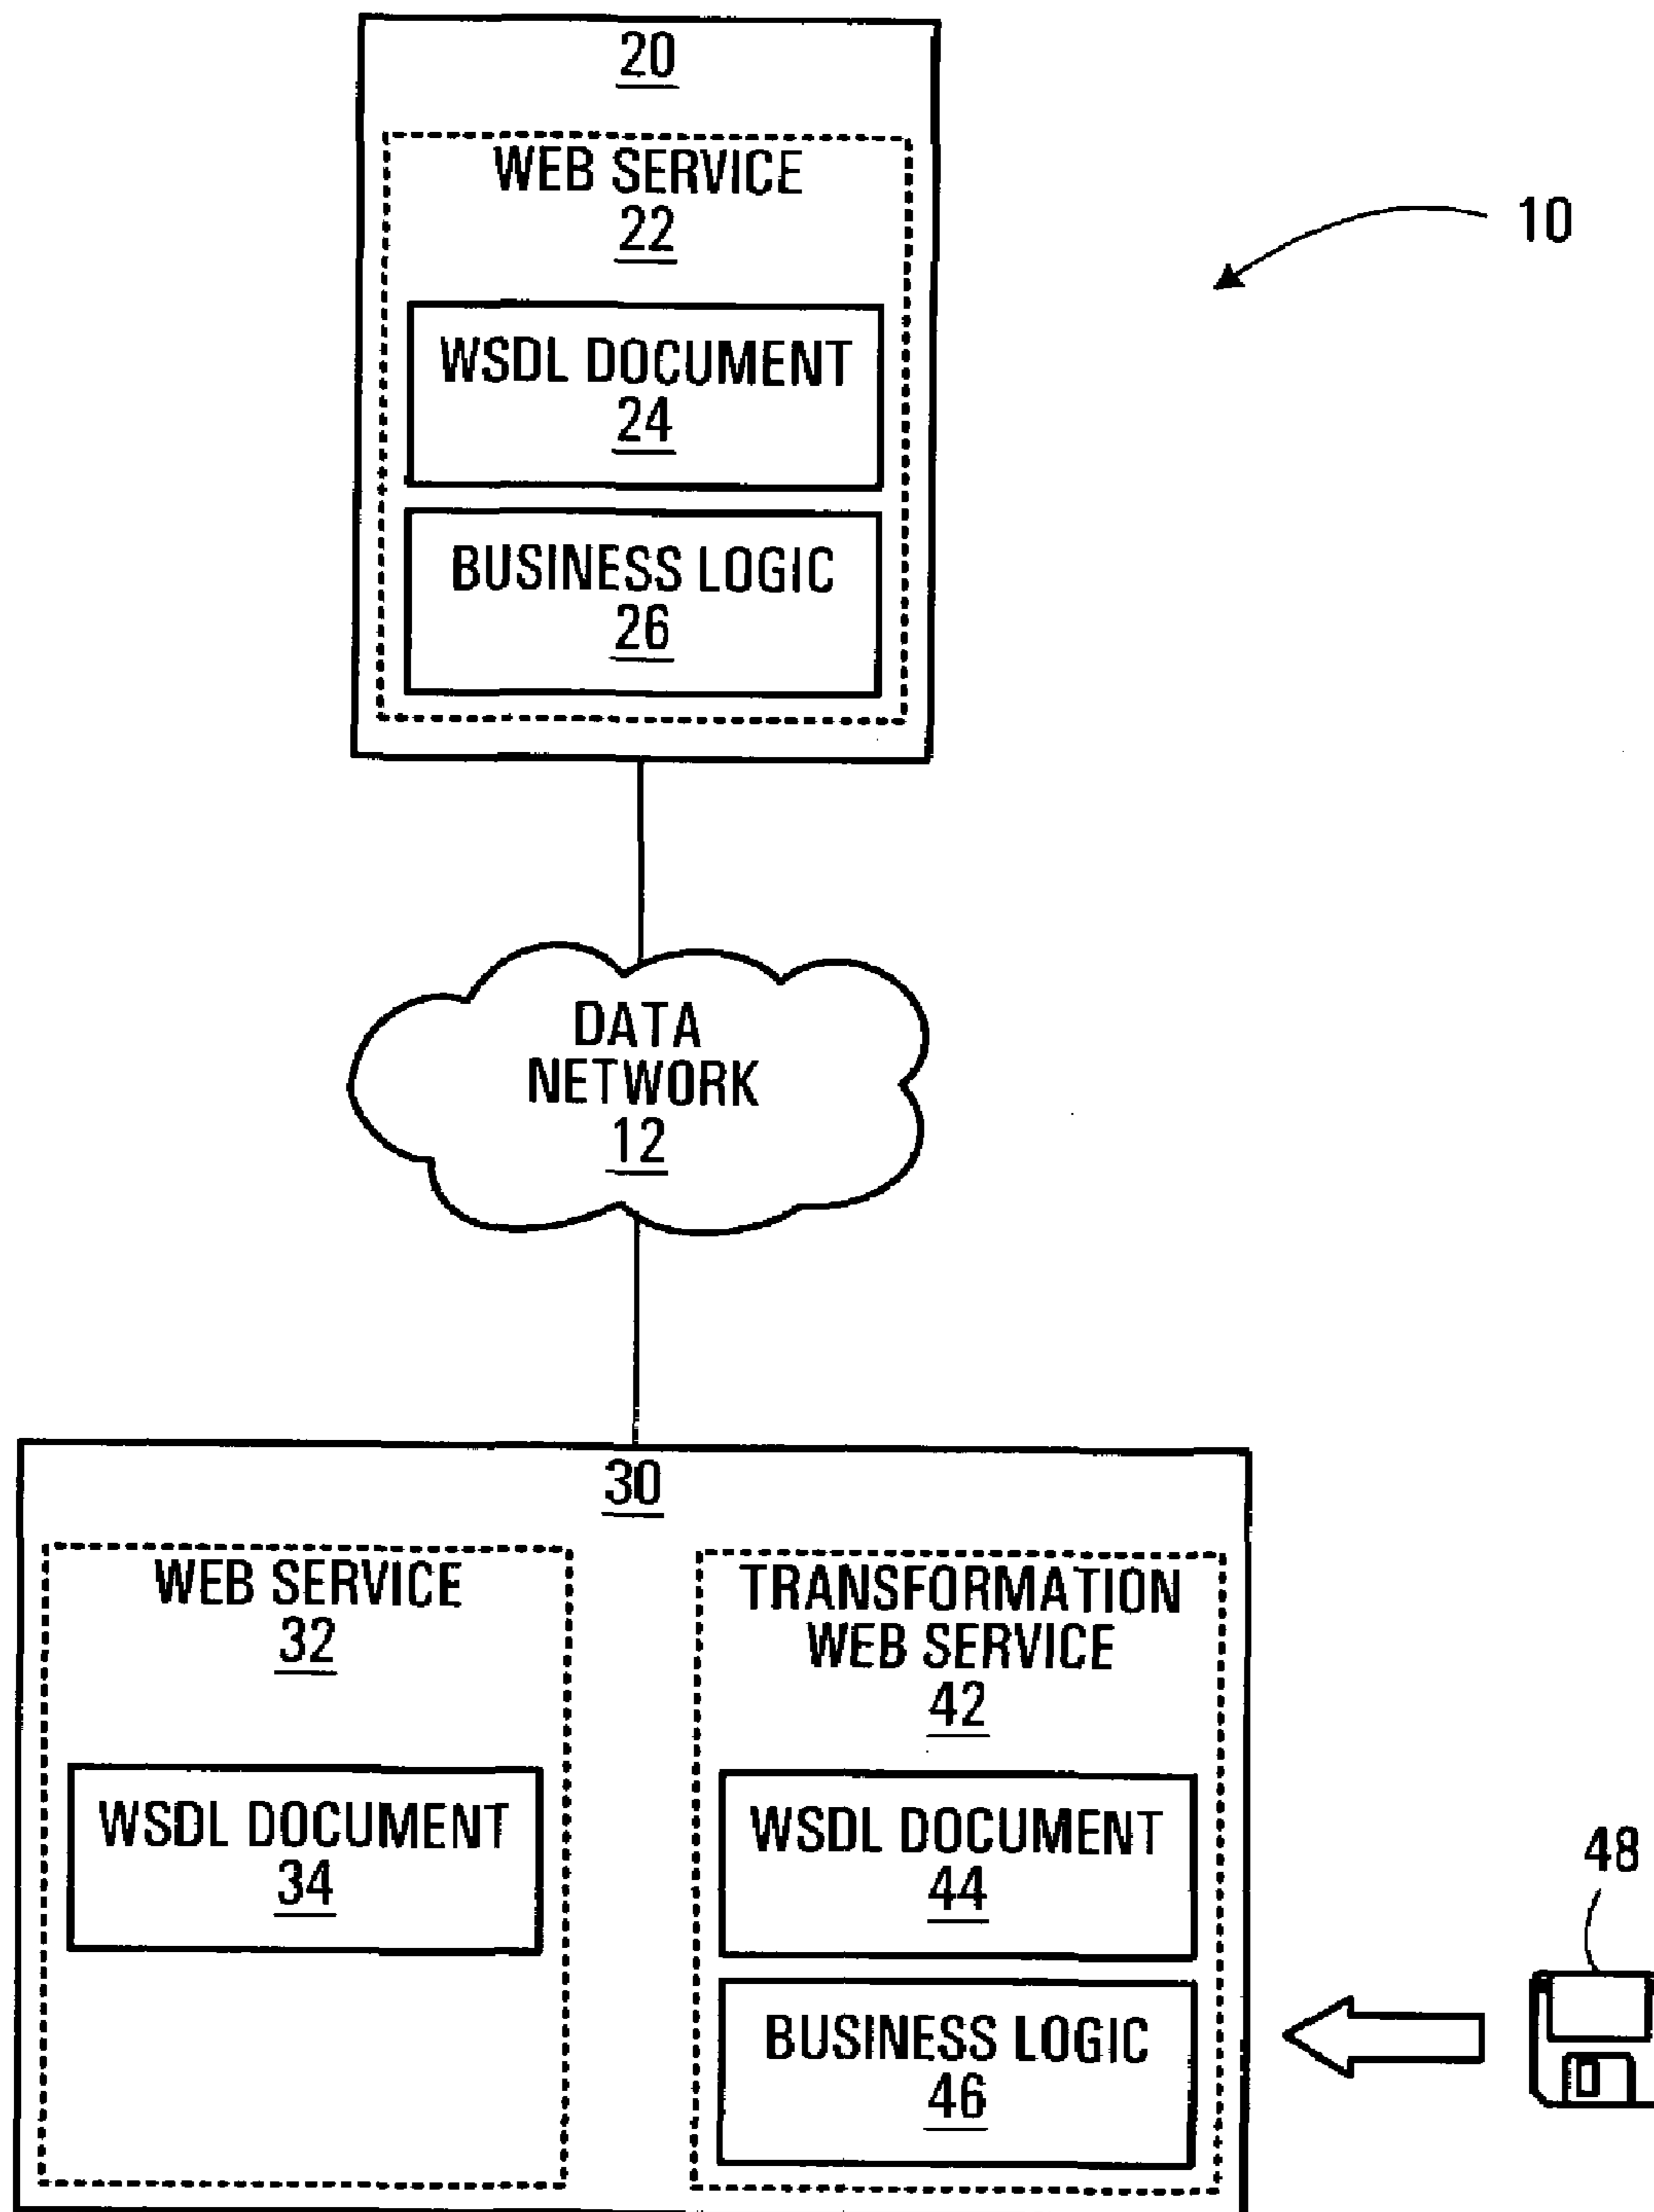 20
WEB SERVICE
22
10
WSDL DOCUMENT
24
BUSINESS LOGIC
26
DATA
NETWORK
12
30
WEB SERVICE
32
WSDL DOCUMENT
34
TRANSFORMATION
WEB SERVICE
42
WSDL DOCUMENT
44
BUSINESS LOGIC
46
48